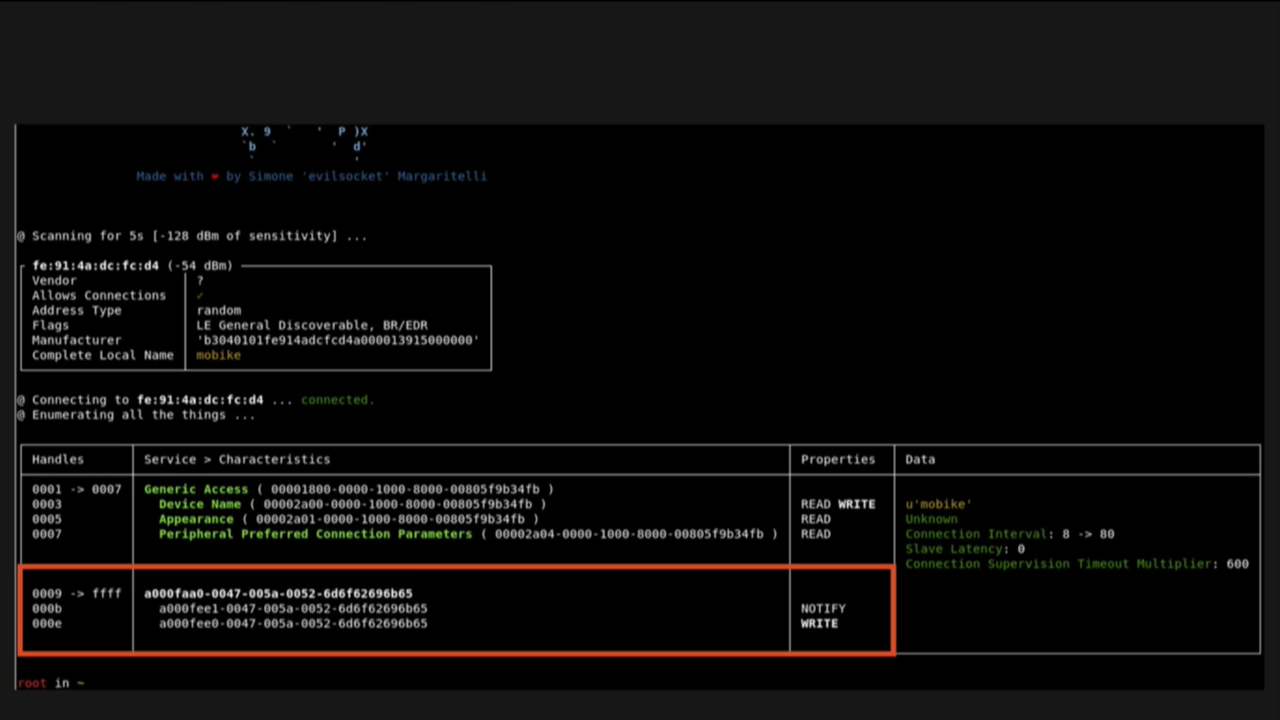 X. 9 ` ' P )X
`b ` ' d'
` '
Made with ❤ by Simone 'evilsocket' Margaritelli
@ Scanning for 5s [-128 dBm of sensitivity] ...
fe:91:4a:dc:fc:d4 (-54 dBm)
Vendor ?
Allows Connections ✓
Address Type random
Flags LE General Discoverable, BR/EDR
Manufacturer 'b3040101fe914adcfcd4a000013915000000'
Complete Local Name mobike
@ Connecting to fe:91:4a:dc:fc:d4 ... connected.
@ Enumerating all the things ...
Handles Service > Characteristics Properties Data
0001 -> 0007 Generic Access ( 00001800-0000-1000-8000-00805f9b34fb )
0003 Device Name ( 00002a00-0000-1000-8000-00805f9b34fb ) READ WRITE u'mobike'
0005 Appearance ( 00002a01-0000-1000-8000-00805f9b34fb ) READ Unknown
0007 Peripheral Preferred Connection Parameters ( 00002a04-0000-1000-8000-00805f9b34fb ) READ Connection Interval: 8 -> 80
Slave Latency: 0
Connection Supervision Timeout Multiplier: 600
0009 -> ffff a000faa0-0047-005a-0052-6d6f62696b65
000b a000fee1-0047-005a-0052-6d6f62696b65 NOTIFY
000e a000fee0-0047-005a-0052-6d6f62696b65 WRITE
root in ~